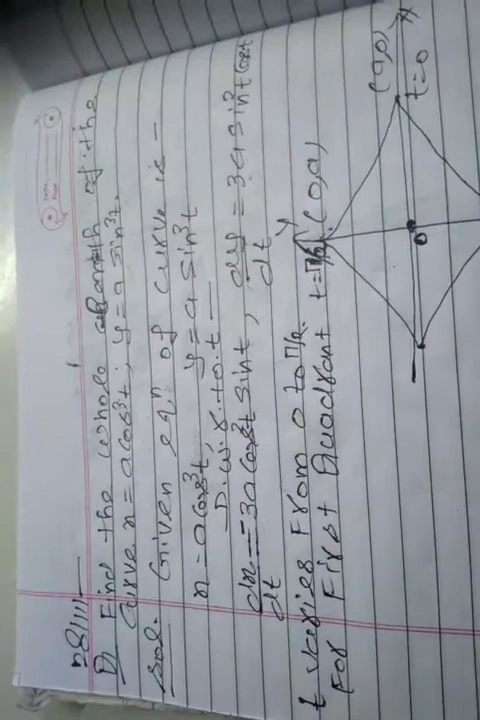 Q) Find the whole length of the
curve x = a cos³t, y = a sin³t.
Sol. Given eqⁿ of curve is -
x = a cos³t, y = a sin³t
D.w.r.to.t -
dx/dt = -3a cos²t sint, dy/dt = 3a sin²t cost
t varies from 0 to π/2
For First Quadrant t=π/2 (0,a)
Y
(a,0)
X
t=0
0